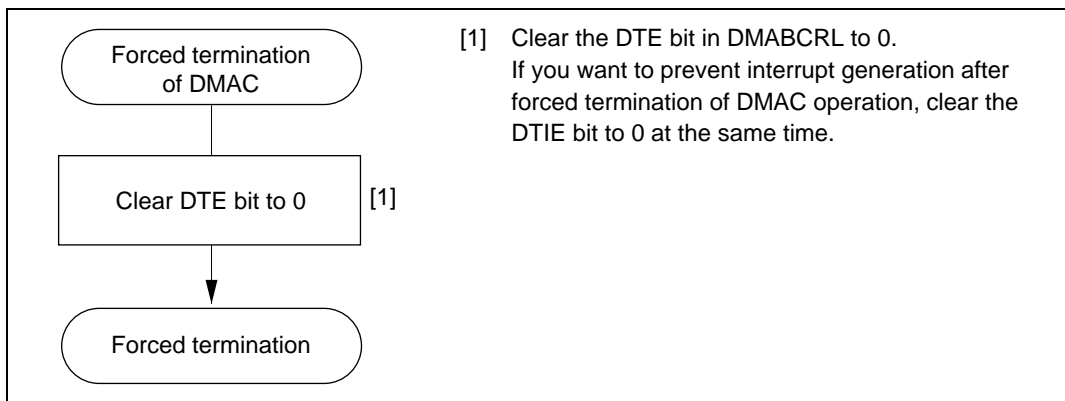 Forced termination
of DMAC
Clear DTE bit to 0
[1]
Forced termination
[1] Clear the DTE bit in DMABCRL to 0.
If you want to prevent interrupt generation after
forced termination of DMAC operation, clear the
DTIE bit to 0 at the same time.